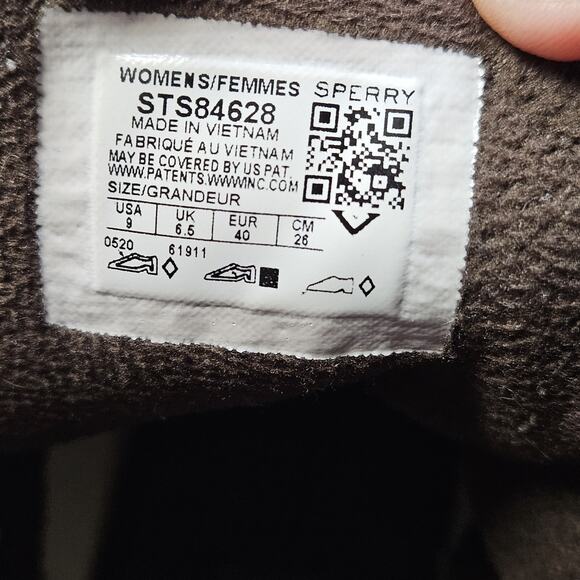 WOMENS/FEMMES SPERRY
STS84628
MADE IN VIETNAM
FABRIQUÉ AU VIETNAM
MAY BE COVERED BY US PAT.
WWW.PATENTS.WWWINC.COM
SIZE/GRANDEUR
USA UK EUR CM
9 6.5 40 26
0520 61911